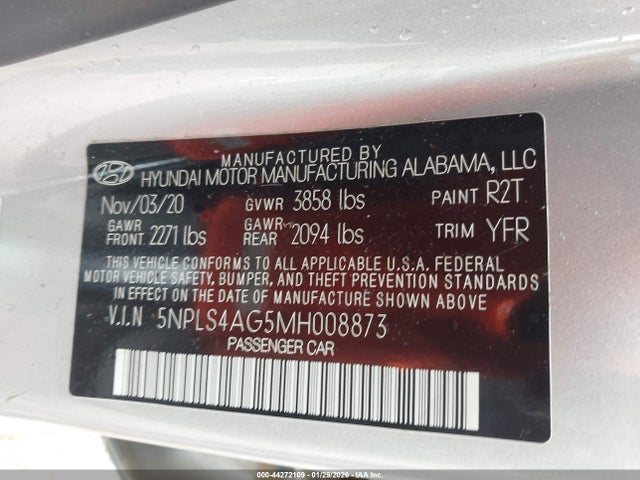 MANUFACTURED BY
HYUNDAI MOTOR MANUFACTURING ALABAMA, LLC
Nov/03/20 GVWR 3858 lbs PAINT R2T
GAWR FRONT 2271 lbs GAWR REAR 2094 lbs TRIM YFR
THIS VEHICLE CONFORMS TO ALL APPLICABLE U.S.A. FEDERAL
MOTOR VEHICLE SAFETY, BUMPER, AND THEFT PREVENTION STANDARDS
IN EFFECT ON THE DATE OF MANUFACTURE SHOWN ABOVE
V.I.N 5NPLS4AG5MH008873
PASSENGER CAR
000-44272109 - 01/29/2026 - IAA Inc.